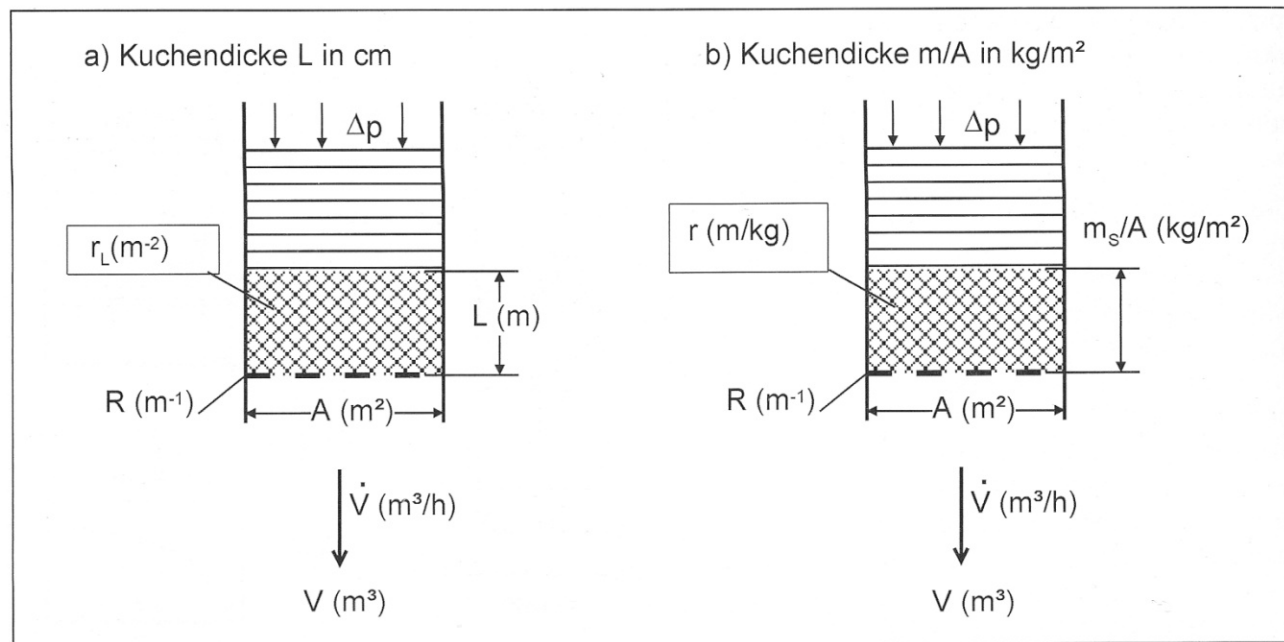 a) Kuchendicke L in cm
Δp
r_L(m⁻²)
L (m)
R (m⁻¹)
A (m²)
V̇ (m³/h)
V (m³)
b) Kuchendicke m/A in kg/m²
Δp
r (m/kg)
m_S/A (kg/m²)
R (m⁻¹)
A (m²)
V̇ (m³/h)
V (m³)